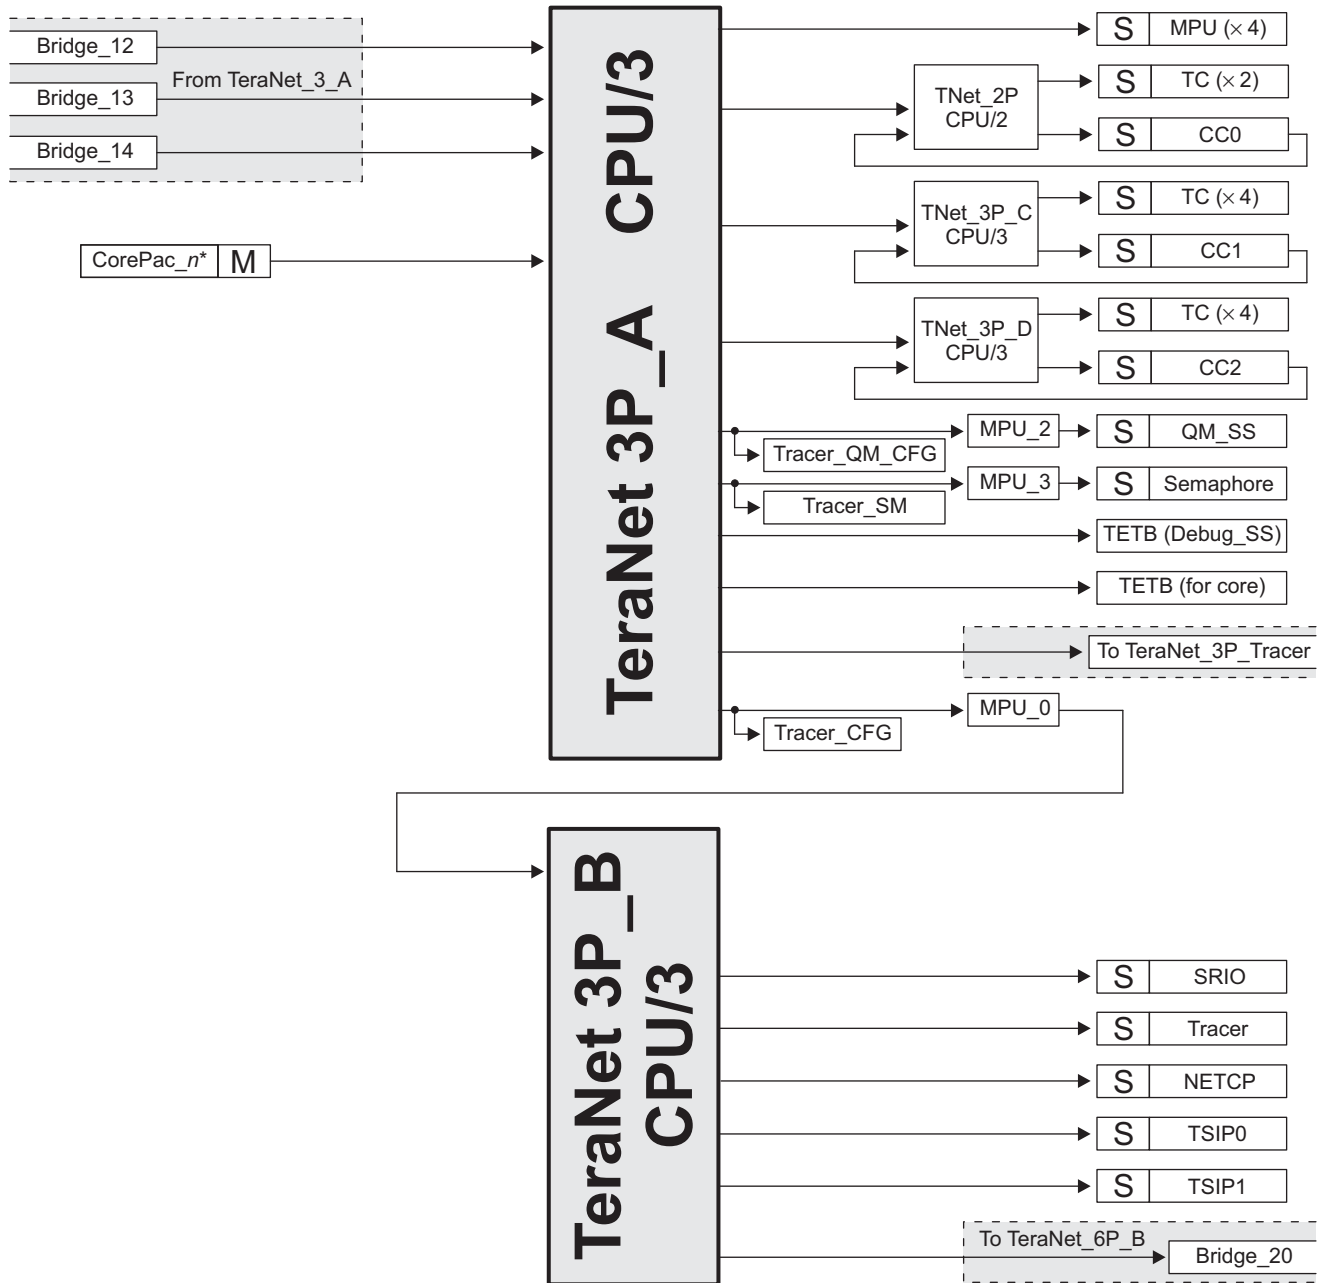 Bridge_12
From TeraNet_3_A
Bridge_13
Bridge_14
CorePac_n* M
TeraNet 3P_A CPU/3
S MPU (× 4)
TNet_2P
CPU/2
S TC (× 2)
S CC0
TNet_3P_C
CPU/3
S TC (× 4)
S CC1
TNet_3P_D
CPU/3
S TC (× 4)
S CC2
MPU_2 S QM_SS
Tracer_QM_CFG
MPU_3 S Semaphore
Tracer_SM
TETB (Debug_SS)
TETB (for core)
To TeraNet_3P_Tracer
MPU_0
Tracer_CFG
TeraNet 3P_B
CPU/3
S SRIO
S Tracer
S NETCP
S TSIP0
S TSIP1
To TeraNet_6P_B
Bridge_20